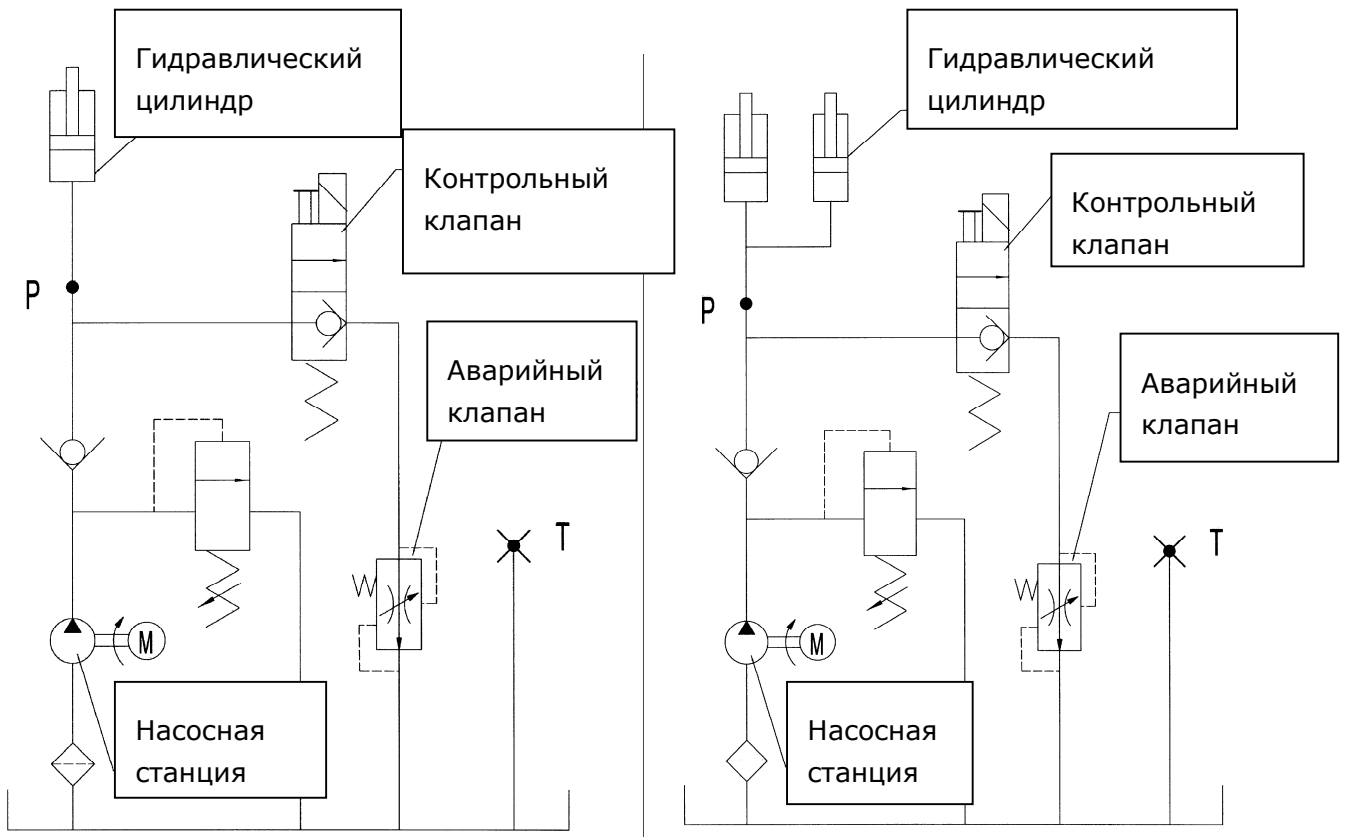 Гидравлический
цилиндр
Контрольный
клапан
P
Аварийный
клапан
T
M
Насосная
станция
Гидравлический
цилиндр
Контрольный
клапан
P
Аварийный
клапан
T
M
Насосная
станция